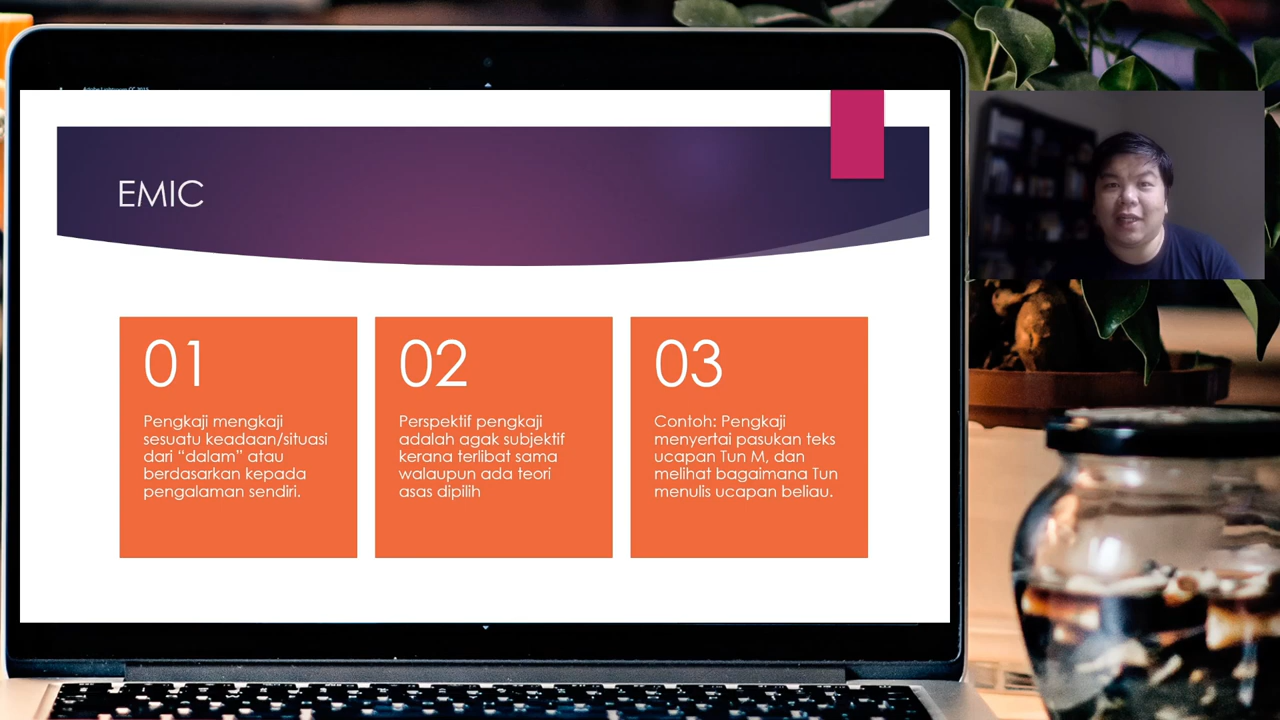 EMIC
01
Pengkaji mengkaji
sesuatu keadaan/situasi
dari “dalam” atau
berdasarkan kepada
pengalaman sendiri.
02
Perspektif pengkaji
adalah agak subjektif
kerana terlibat sama
walaupun ada teori
asas dipilih
03
Contoh: Pengkaji
menyertai pasukan teks
ucapan Tun M, dan
melihat bagaimana Tun
menulis ucapan beliau.